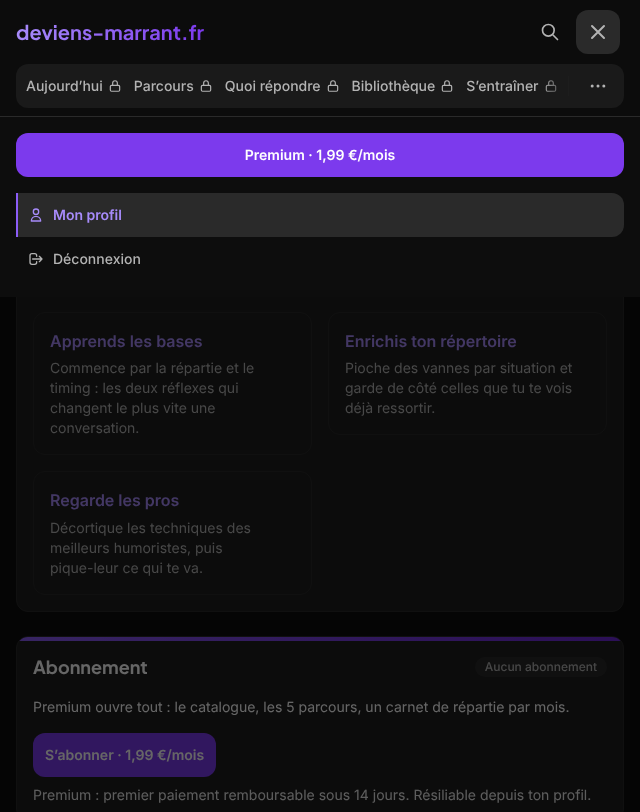 deviens-marrant.fr
Aujourd’hui Parcours Quoi répondre Bibliothèque S’entraîner ...
Premium · 1,99 €/mois
Mon profil
Déconnexion
Apprends les bases
Commence par la répartie et le
timing : les deux réflexes qui
changent le plus vite une
conversation.
Enrichis ton répertoire
Pioche des vannes par situation et
garde de côté celles que tu te vois
déjà ressortir.
Regarde les pros
Décortique les techniques des
meilleurs humoristes, puis
pique-leur ce qui te va.
Abonnement
Aucun abonnement
Premium ouvre tout : le catalogue, les 5 parcours, un carnet de répartie par mois.
S’abonner · 1,99 €/mois
Premium : premier paiement remboursable sous 14 jours. Résiliable depuis ton profil.